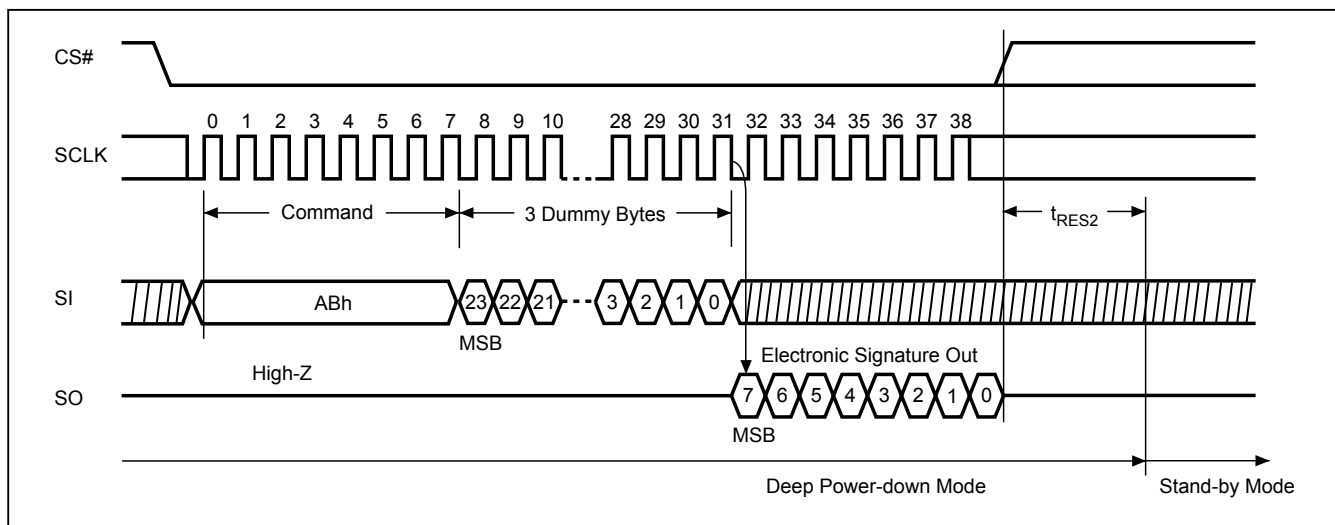 CS#
0 1 2 3 4 5 6 7 8 9 10 28 29 30 31 32 33 34 35 36 37 38
SCLK
Command 3 Dummy Bytes tRES2
SI ABh 23 22 21 3 2 1 0
MSB
Electronic Signature Out
High-Z
SO 7 6 5 4 3 2 1 0
MSB
Deep Power-down Mode Stand-by Mode